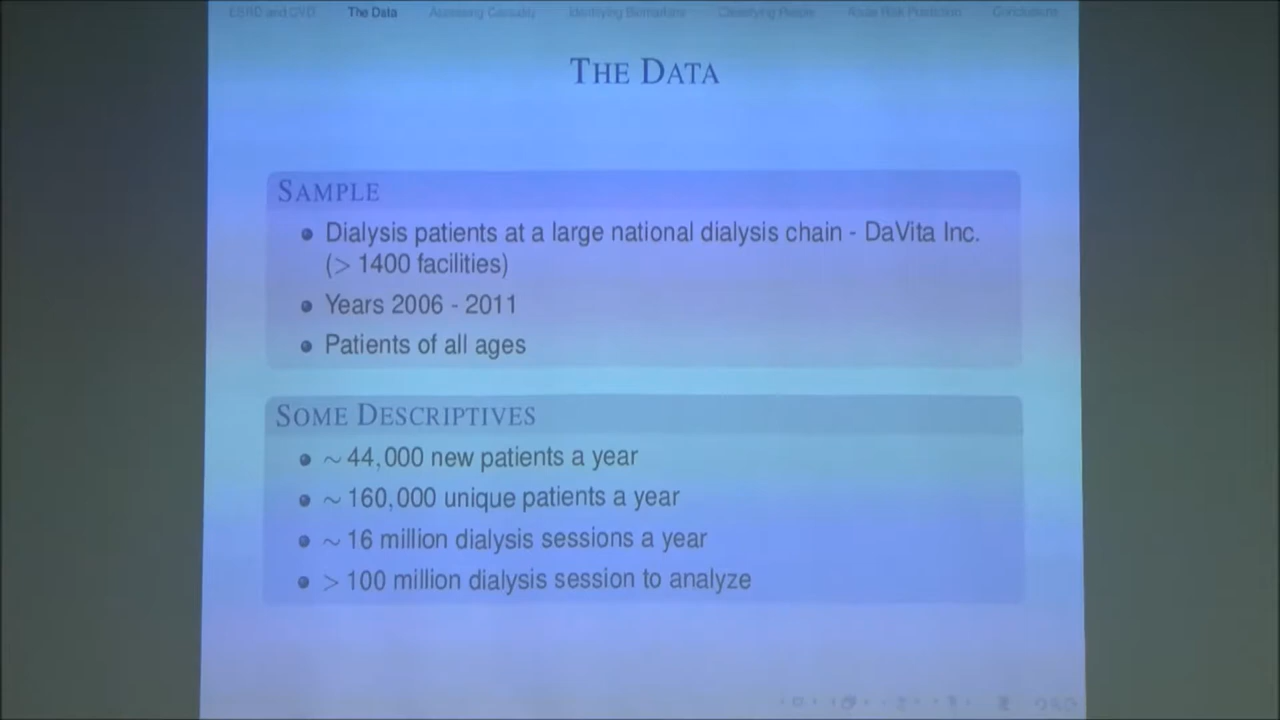 ESRD and CVD The Data Assessing Causality Identifying Biomarkers Classifying People Acute Risk Prediction Conclusions
THE DATA
SAMPLE
Dialysis patients at a large national dialysis chain - DaVita Inc.
(> 1400 facilities)
Years 2006 - 2011
Patients of all ages
SOME DESCRIPTIVES
~ 44,000 new patients a year
~ 160,000 unique patients a year
~ 16 million dialysis sessions a year
> 100 million dialysis session to analyze